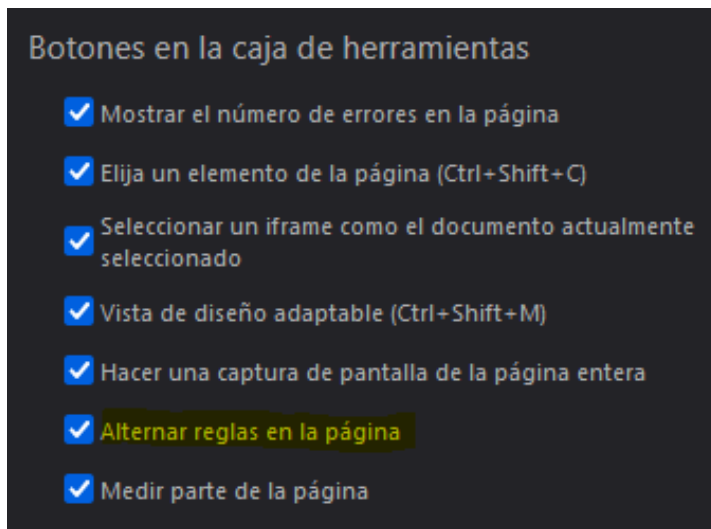 Botones en la caja de herramientas
Mostrar el número de errores en la página
Elija un elemento de la página (Ctrl+Shift+C)
Seleccionar un iframe como el documento actualmente
seleccionado
Vista de diseño adaptable (Ctrl+Shift+M)
Hacer una captura de pantalla de la página entera
Alternar reglas en la página
Medir parte de la página